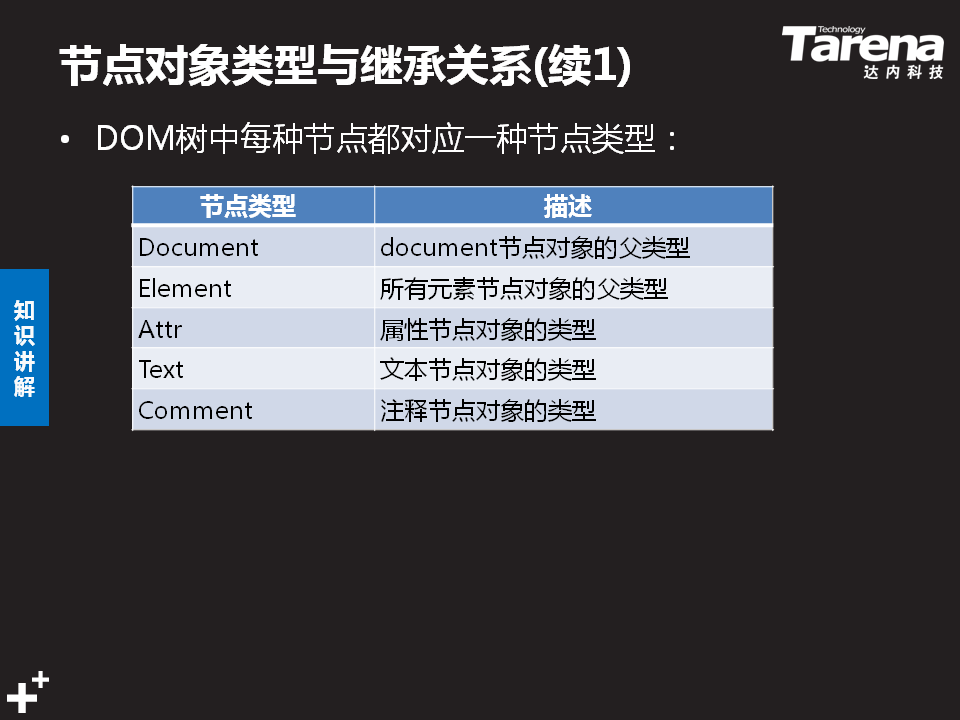 节点对象类型与继承关系(续1)
Technology
Tarena
达内科技
• DOM树中每种节点都对应一种节点类型：
节点类型 描述
Document document节点对象的父类型
Element 所有元素节点对象的父类型
Attr 属性节点对象的类型
Text 文本节点对象的类型
Comment 注释节点对象的类型
知识讲解